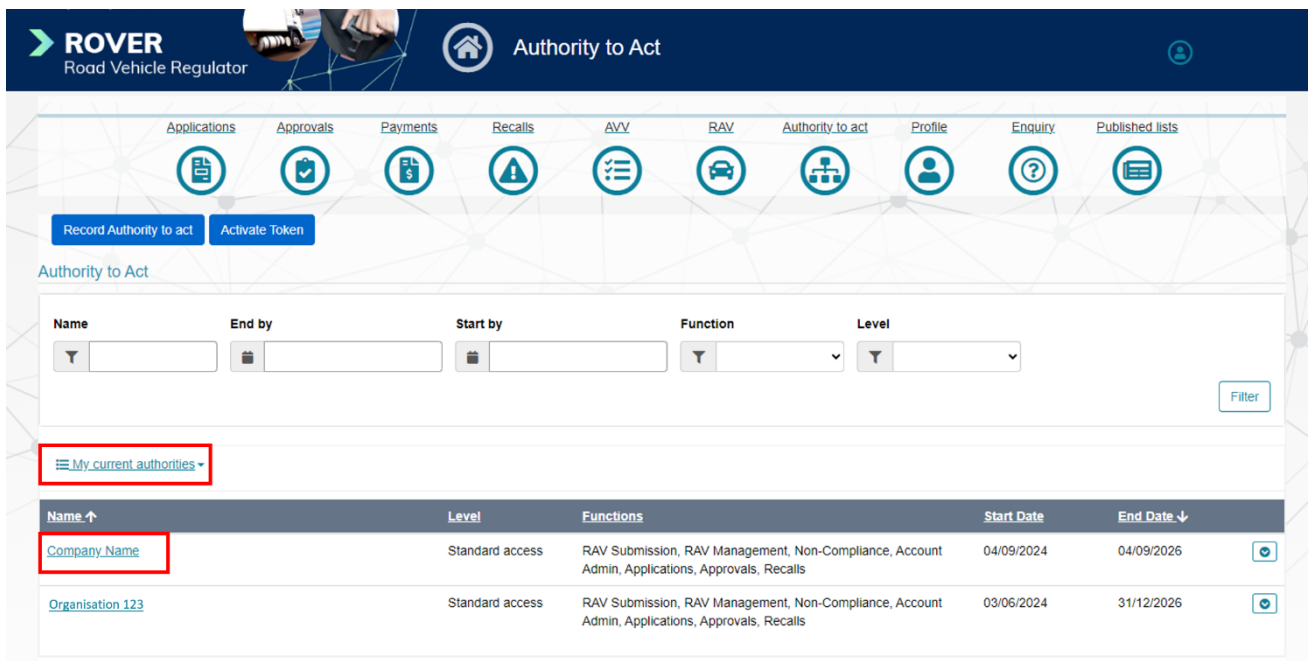 ROVER
Road Vehicle Regulator
Authority to Act
Applications Approvals Payments Recalls AVV RAV Authority to act Profile Enquiry Published lists
Record Authority to act Activate Token
Authority to Act
Name End by Start by Function Level
Filter
My current authorities
Name Level Functions Start Date End Date
Company Name Standard access RAV Submission, RAV Management, Non-Compliance, Account 04/09/2024 04/09/2026
Admin, Applications, Approvals, Recalls
Organisation 123 Standard access RAV Submission, RAV Management, Non-Compliance, Account 03/06/2024 31/12/2026
Admin, Applications, Approvals, Recalls